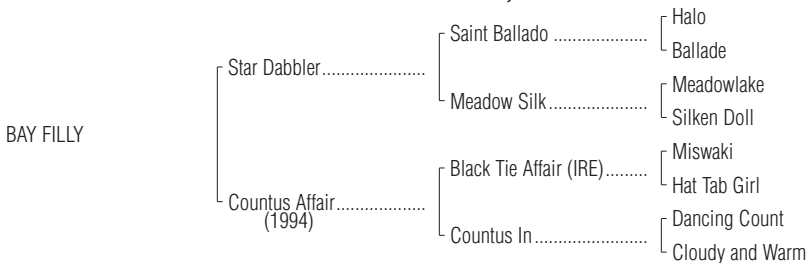 Halo
Saint Ballado ....................
Ballade
Star Dabbler......................
Meadowlake
Meadow Silk.....................
Silken Doll
BAY FILLY
Miswaki
Black Tie Affair (IRE).........
Hat Tab Girl
Countus Affair...................
(1994)
Dancing Count
Countus In........................
Cloudy and Warm